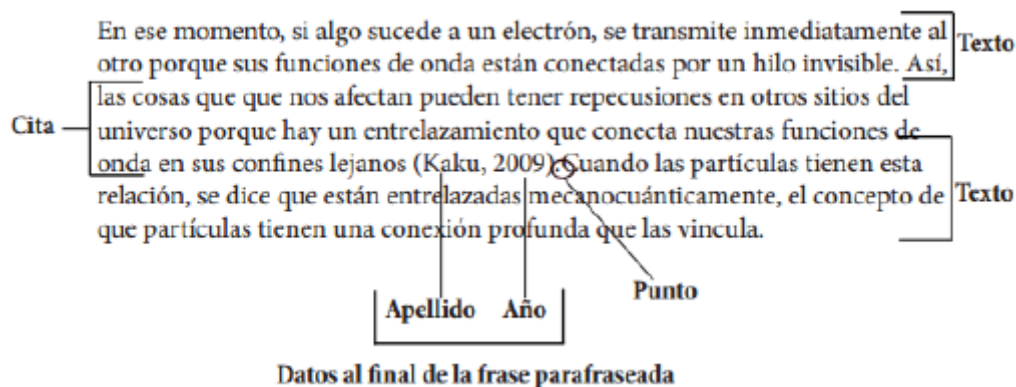 En ese momento, si algo sucede a un electrón, se transmite inmediatamente al
Texto
otro porque sus funciones de onda están conectadas por un hilo invisible. Así,
las cosas que que nos afectan pueden tener repecusiones en otros sitios del
Cita
universo porque hay un entrelazamiento que conecta nuestras funciones de
onda en sus confines lejanos (Kaku, 2009). Cuando las partículas tienen esta
relación, se dice que están entrelazadas mecanocuánticamente, el concepto de
Texto
que partículas tienen una conexión profunda que las vincula.
Punto
Apellido Año
Datos al final de la frase parafraseada